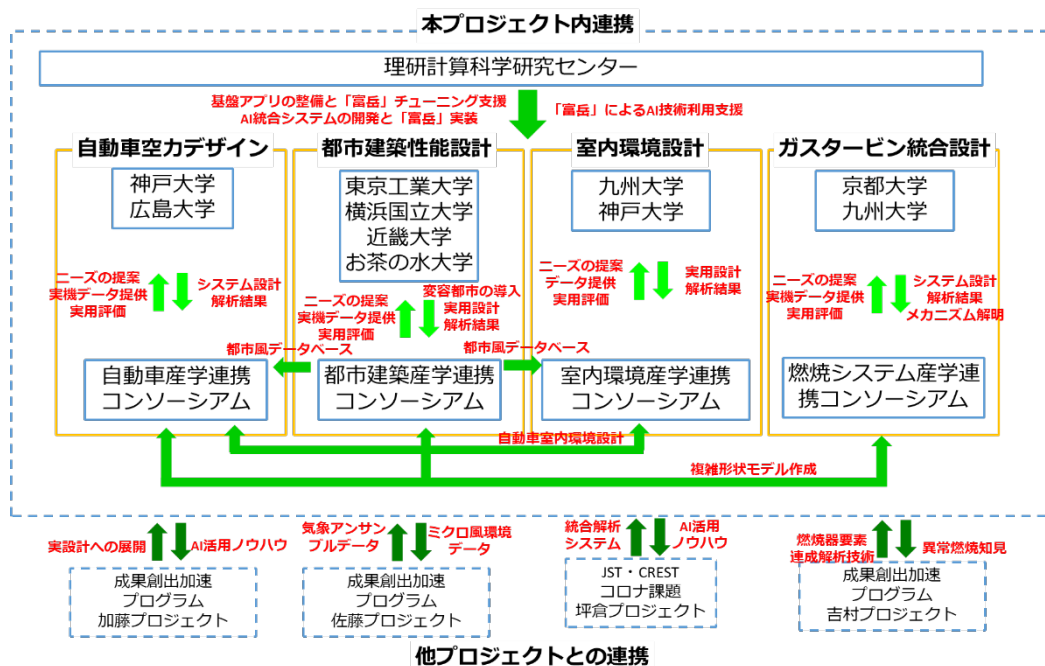 本プロジェクト内連携
理研計算科学研究センター
基盤アプリの整備と「富岳」チューニング支援
AI統合システムの開発と「富岳」実装
「富岳」によるAI技術利用支援
自動車空力デザイン
神戸大学
広島大学
ニーズの提案
実機データ提供
実用評価
システム設計
解析結果
自動車産学連携
コンソーシアム
都市建築性能設計
東京工業大学
横浜国立大学
近畿大学
お茶の水大学
ニーズの提案
実機データ提供
実用評価
変容都市の導入
実用設計
解析結果
都市風データベース
都市風データベース
都市建築産学連携
コンソーシアム
室内環境設計
九州大学
神戸大学
ニーズの提案
データ提供
実用評価
実用設計
解析結果
室内環境産学連携
コンソーシアム
ガスタービン統合設計
京都大学
九州大学
ニーズの提案
実機データ提供
実用評価
システム設計
解析結果
メカニズム解明
燃焼システム産学連
携コンソーシアム
自動車室内環境設計
複雑形状モデル作成
実設計への展開
AI活用ノウハウ
成果創出加速
プログラム
加藤プロジェクト
気象アンサン
ブルデータ
ミクロ風環境
データ
成果創出加速
プログラム
佐藤プロジェクト
統合解析
システム
AI活用
ノウハウ
JST・CREST
コロナ課題
坪倉プロジェクト
燃焼器要素
連成解析技術
異常燃焼知見
成果創出加速
プログラム
吉村プロジェクト
他プロジェクトとの連携